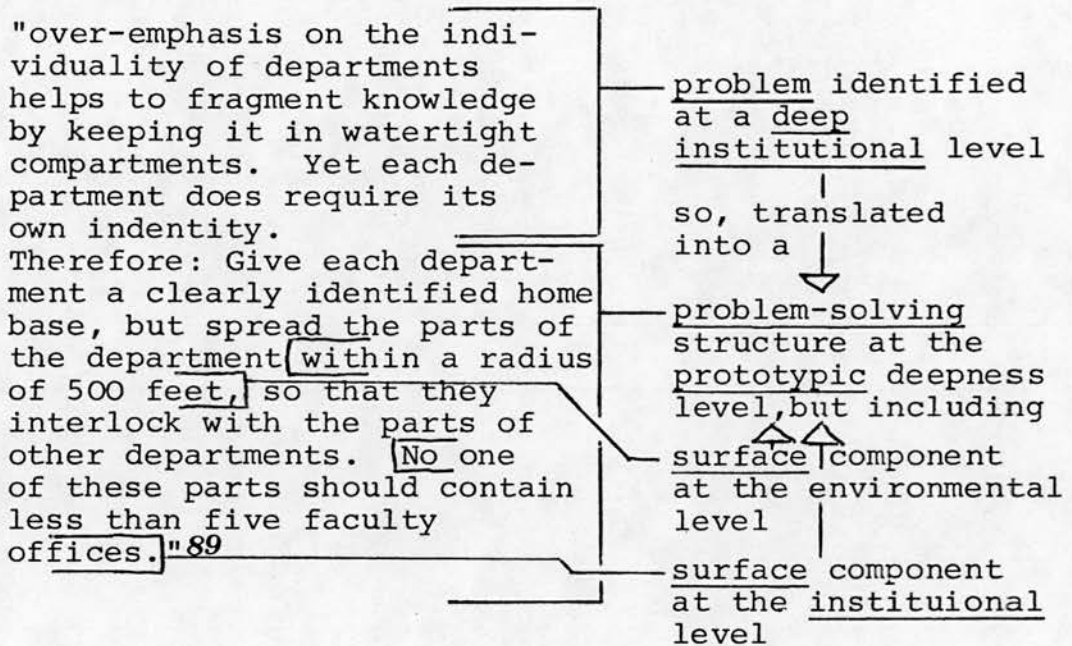 "over-emphasis on the indi-
viduality of departments
helps to fragment knowledge
by keeping it in watertight
compartments. Yet each de-
partment does require its
own indentity.
Therefore: Give each depart-
ment a clearly identified home
base, but spread the parts of
the department within a radius
of 500 feet, so that they
interlock with the parts of
other departments. No one
of these parts should contain
less than five faculty
offices."89
problem identified
at a deep
institutional level
so, translated
into a
problem-solving
structure at the
prototypic deepness
level, but including
surface component
at the environmental
level
surface component
at the instituional
level